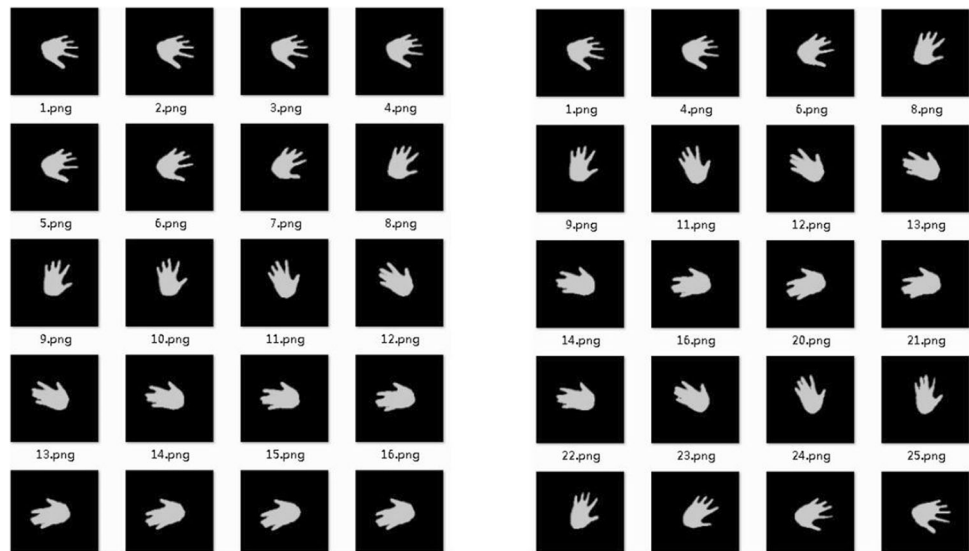 1.png 2.png 3.png 4.png
5.png 6.png 7.png 8.png
9.png 10.png 11.png 12.png
13.png 14.png 15.png 16.png
1.png 4.png 6.png 8.png
9.png 11.png 12.png 13.png
14.png 16.png 20.png 21.png
22.png 23.png 24.png 25.png